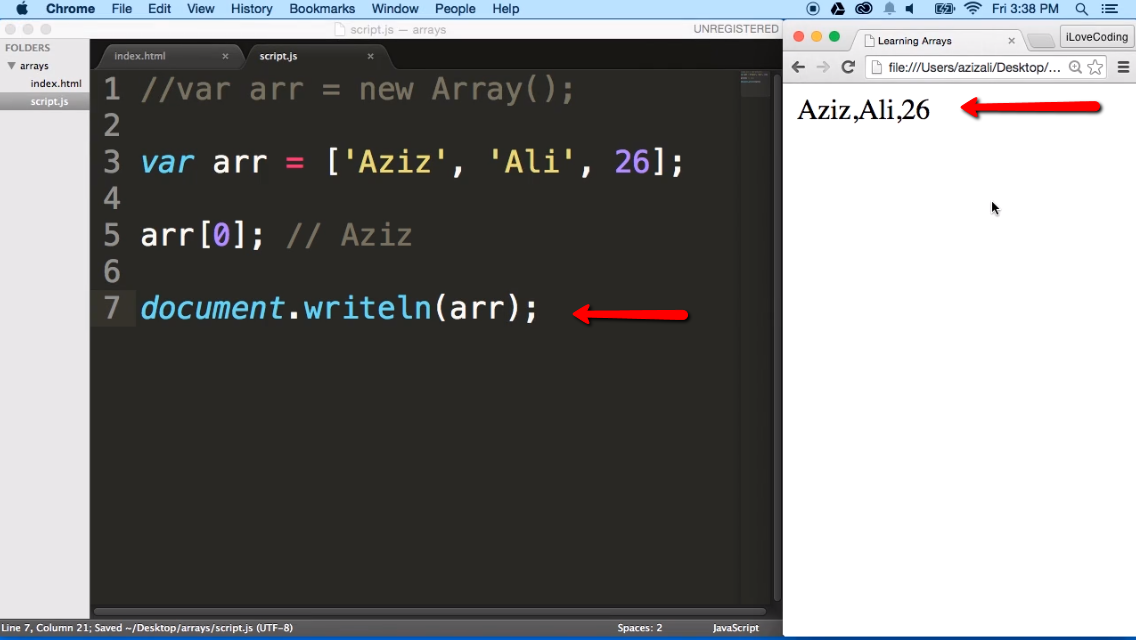 Chrome File Edit View History Bookmarks Window People Help Fri 3:38 PM
script.js — arrays UNREGISTERED
FOLDERS
arrays
index.html
script.js
index.html × script.js ×
1 //var arr = new Array();
2
3 var arr = ['Aziz', 'Ali', 26];
4
5 arr[0]; // Aziz
6
7 document.writeln(arr);
Line 7, Column 21; Saved ~/Desktop/arrays/script.js (UTF-8) Spaces: 2 JavaScript
Learning Arrays × iLoveCoding
file:///Users/azizali/Desktop/...
Aziz,Ali,26